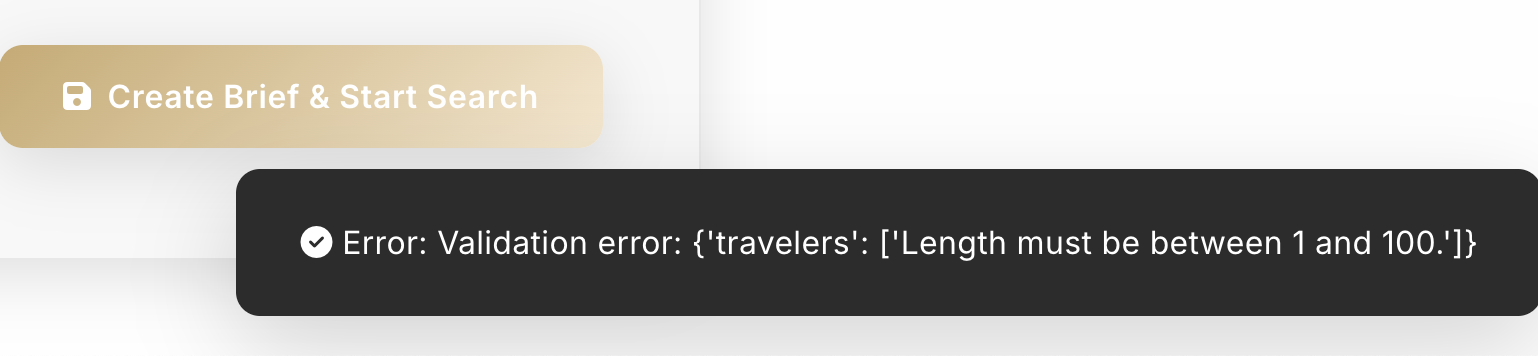 Create Brief & Start Search
Error: Validation error: {'travelers': ['Length must be between 1 and 100.']}